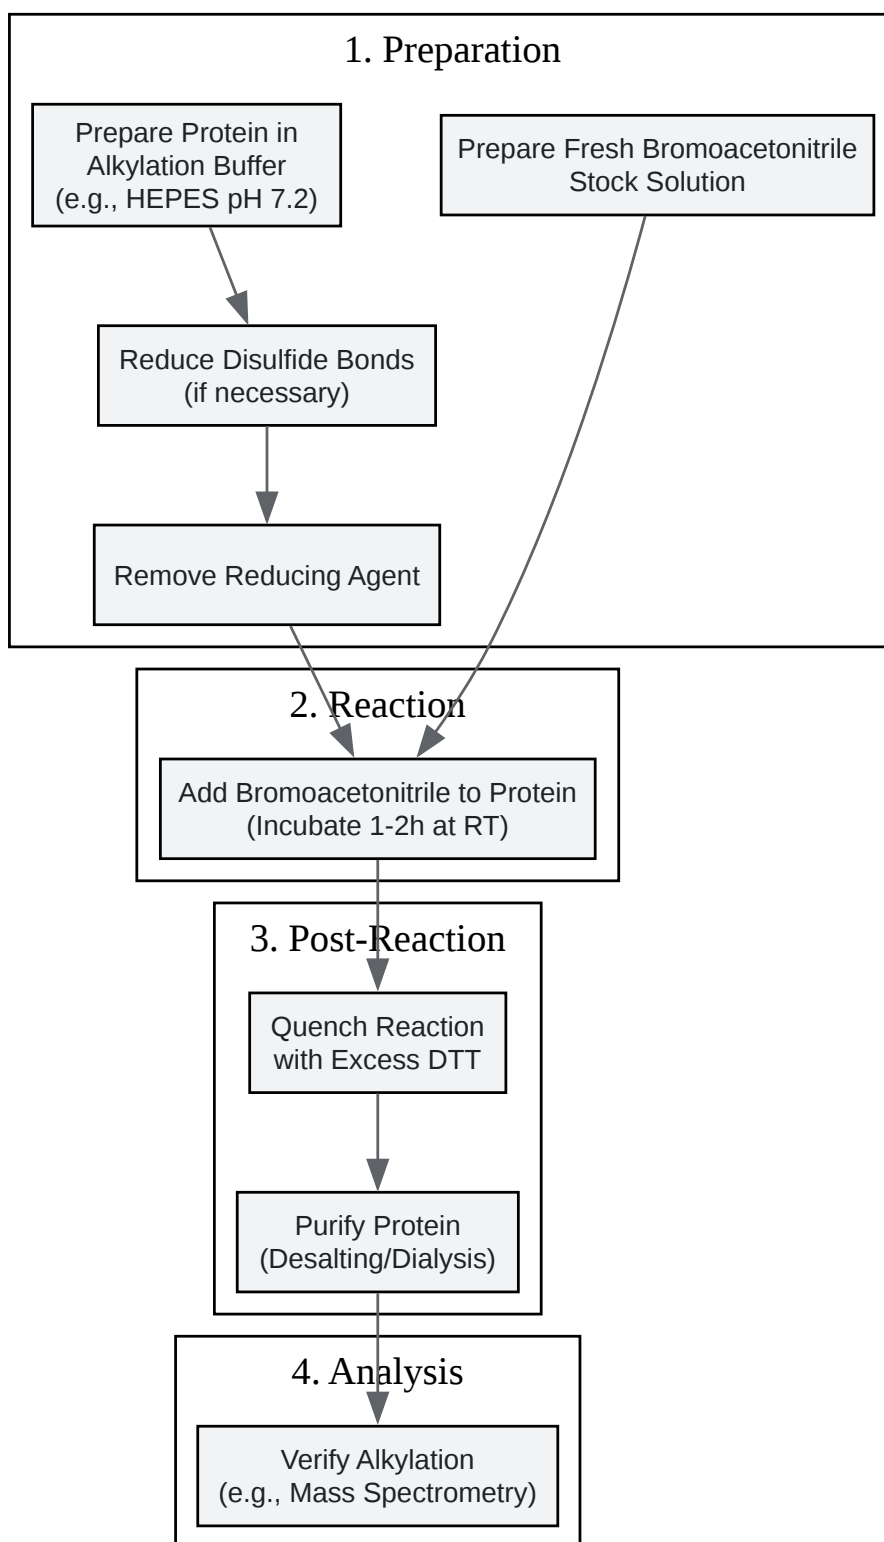 1. Preparation
Prepare Protein in
Alkylation Buffer
(e.g., HEPES pH 7.2)
Prepare Fresh Bromoacetonitrile
Stock Solution
Reduce Disulfide Bonds
(if necessary)
Remove Reducing Agent
2. Reaction
Add Bromoacetonitrile to Protein
(Incubate 1-2h at RT)
3. Post-Reaction
Quench Reaction
with Excess DTT
Purify Protein
(Desalting/Dialysis)
4. Analysis
Verify Alkylation
(e.g., Mass Spectrometry)